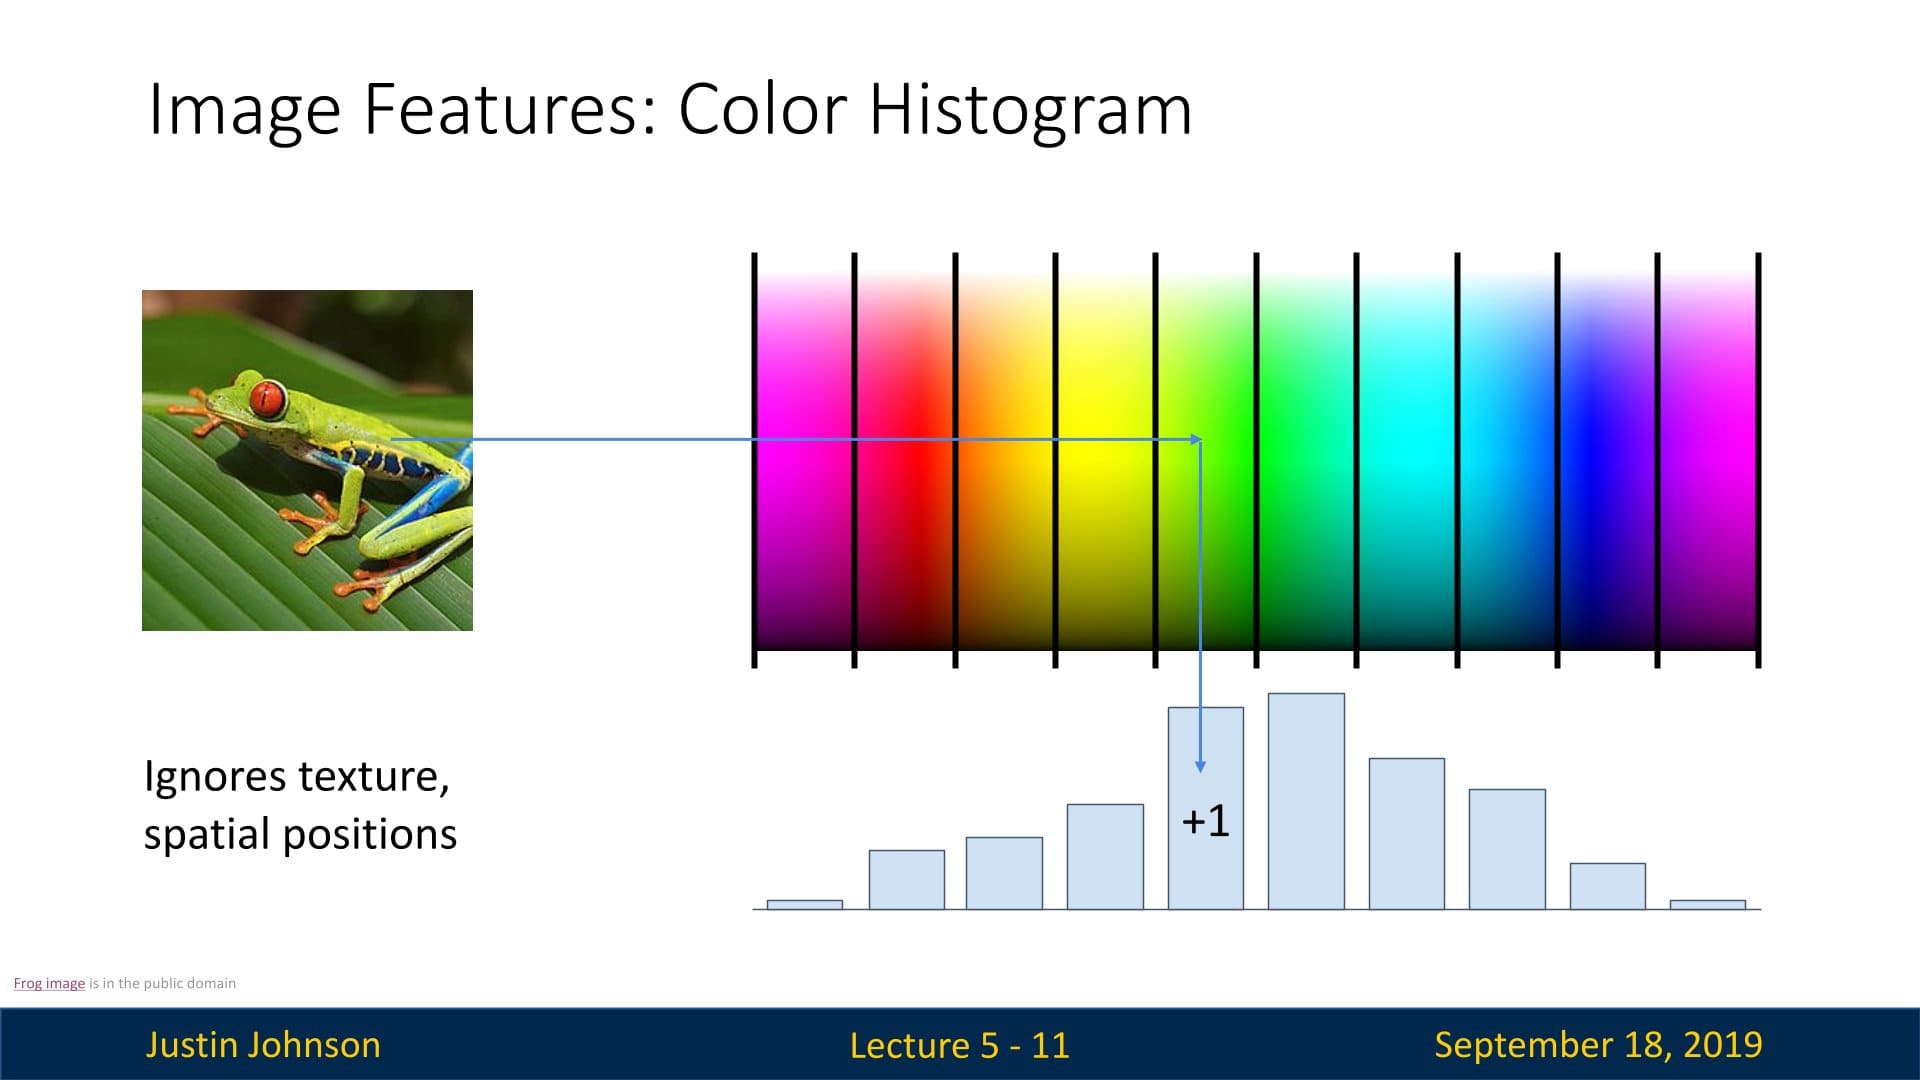 Image Features: Color Histogram
Ignores texture,
spatial positions
+1
Frog image is in the public domain
Justin Johnson
Lecture 5 - 11
September 18, 2019